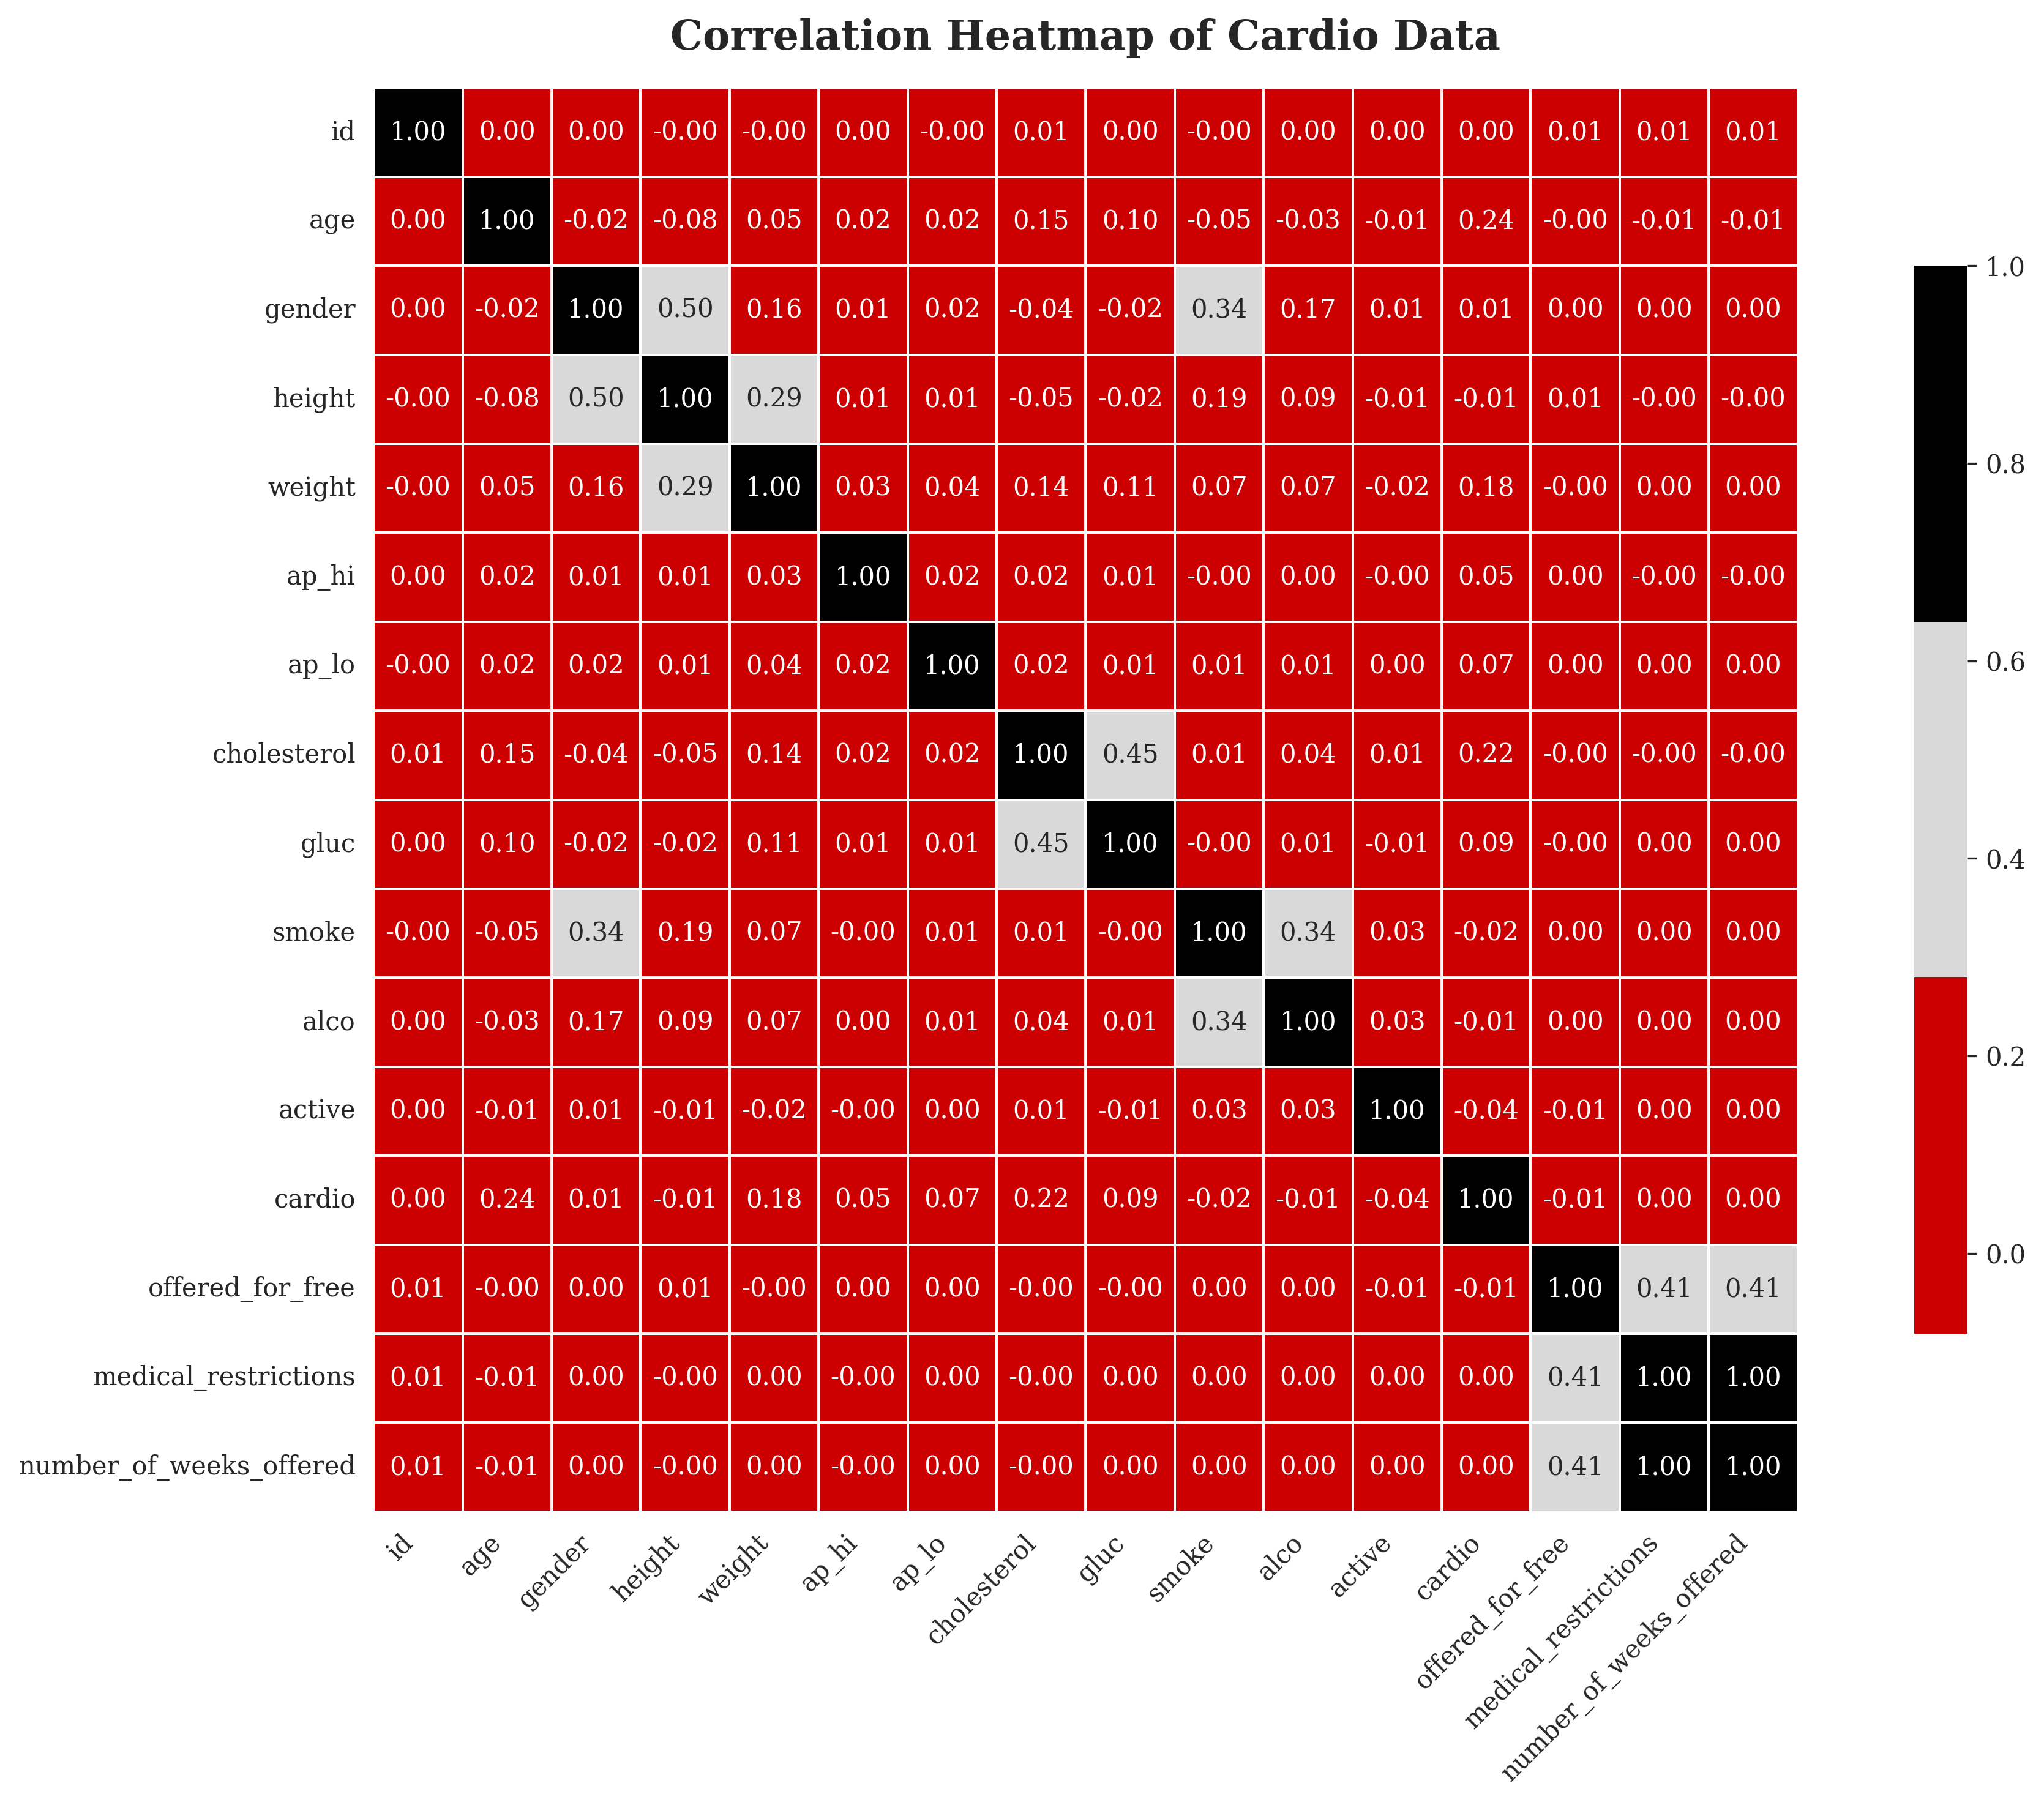 Correlation Heatmap of Cardio Data
id 1.00 0.00 0.00 -0.00 -0.00 0.00 -0.00 0.01 0.00 -0.00 0.00 0.00 0.00 0.01 0.01 0.01
age 0.00 1.00 -0.02 -0.08 0.05 0.02 0.02 0.15 0.10 -0.05 -0.03 -0.01 0.24 -0.00 -0.01 -0.01
gender 0.00 -0.02 1.00 0.50 0.16 0.01 0.02 -0.04 -0.02 0.34 0.17 0.01 0.01 0.00 0.00 0.00
height -0.00 -0.08 0.50 1.00 0.29 0.01 0.01 -0.05 -0.02 0.19 0.09 -0.01 -0.01 0.01 -0.00 -0.00
weight -0.00 0.05 0.16 0.29 1.00 0.03 0.04 0.14 0.11 0.07 0.07 -0.02 0.18 -0.00 0.00 0.00
ap_hi 0.00 0.02 0.01 0.01 0.03 1.00 0.02 0.02 0.01 -0.00 0.00 -0.00 0.05 0.00 -0.00 -0.00
ap_lo -0.00 0.02 0.02 0.01 0.04 0.02 1.00 0.02 0.01 0.01 0.01 0.00 0.07 0.00 0.00 0.00
cholesterol 0.01 0.15 -0.04 -0.05 0.14 0.02 0.02 1.00 0.45 0.01 0.04 0.01 0.22 -0.00 -0.00 -0.00
gluc 0.00 0.10 -0.02 -0.02 0.11 0.01 0.01 0.45 1.00 -0.00 0.01 -0.01 0.09 -0.00 0.00 0.00
smoke -0.00 -0.05 0.34 0.19 0.07 -0.00 0.01 0.01 -0.00 1.00 0.34 0.03 -0.02 0.00 0.00 0.00
alco 0.00 -0.03 0.17 0.09 0.07 0.00 0.01 0.04 0.01 0.34 1.00 0.03 -0.01 0.00 0.00 0.00
active 0.00 -0.01 0.01 -0.01 -0.02 -0.00 0.00 0.01 -0.01 0.03 0.03 1.00 -0.04 -0.01 0.00 0.00
cardio 0.00 0.24 0.01 -0.01 0.18 0.05 0.07 0.22 0.09 -0.02 -0.01 -0.04 1.00 -0.01 0.00 0.00
offered_for_free 0.01 -0.00 0.00 0.01 -0.00 0.00 0.00 -0.00 -0.00 0.00 0.00 -0.01 -0.01 1.00 0.41 0.41
medical_restrictions 0.01 -0.01 0.00 -0.00 0.00 -0.00 0.00 -0.00 0.00 0.00 0.00 0.00 0.00 0.41 1.00 1.00
number_of_weeks_offered 0.01 -0.01 0.00 -0.00 0.00 -0.00 0.00 -0.00 0.00 0.00 0.00 0.00 0.00 0.41 1.00 1.00
id age gender height weight ap_hi ap_lo cholesterol gluc smoke alco active cardio offered_for_free medical_restrictions number_of_weeks_offered
1.0
0.8
0.6
0.4
0.2
0.0